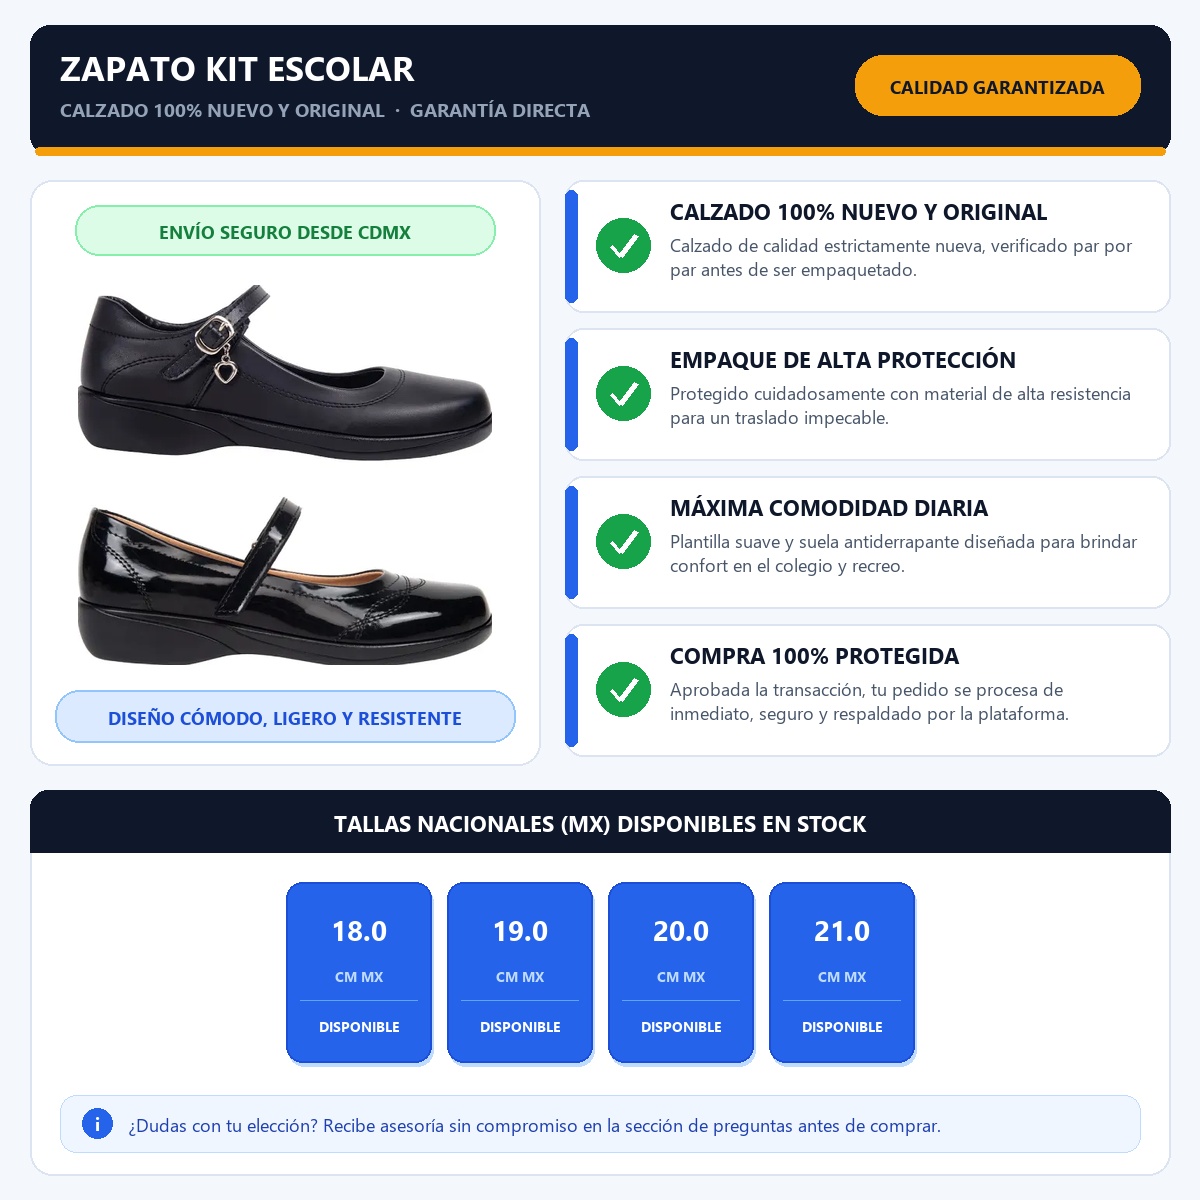 ZAPATO KIT ESCOLAR
CALZADO 100% NUEVO Y ORIGINAL · GARANTÍA DIRECTA
CALIDAD GARANTIZADA
ENVÍO SEGURO DESDE CDMX
DISEÑO CÓMODO, LIGERO Y RESISTENTE
CALZADO 100% NUEVO Y ORIGINAL
Calzado de calidad estrictamente nueva, verificado par por
par antes de ser empaquetado.
EMPAQUE DE ALTA PROTECCIÓN
Protegido cuidadosamente con material de alta resistencia
para un traslado impecable.
MÁXIMA COMODIDAD DIARIA
Plantilla suave y suela antiderrapante diseñada para brindar
confort en el colegio y recreo.
COMPRA 100% PROTEGIDA
Aprobada la transacción, tu pedido se procesa de
inmediato, seguro y respaldado por la plataforma.
TALLAS NACIONALES (MX) DISPONIBLES EN STOCK
18.0
CM MX
DISPONIBLE
19.0
CM MX
DISPONIBLE
20.0
CM MX
DISPONIBLE
21.0
CM MX
DISPONIBLE
¿Dudas con tu elección? Recibe asesoría sin compromiso en la sección de preguntas antes de comprar.